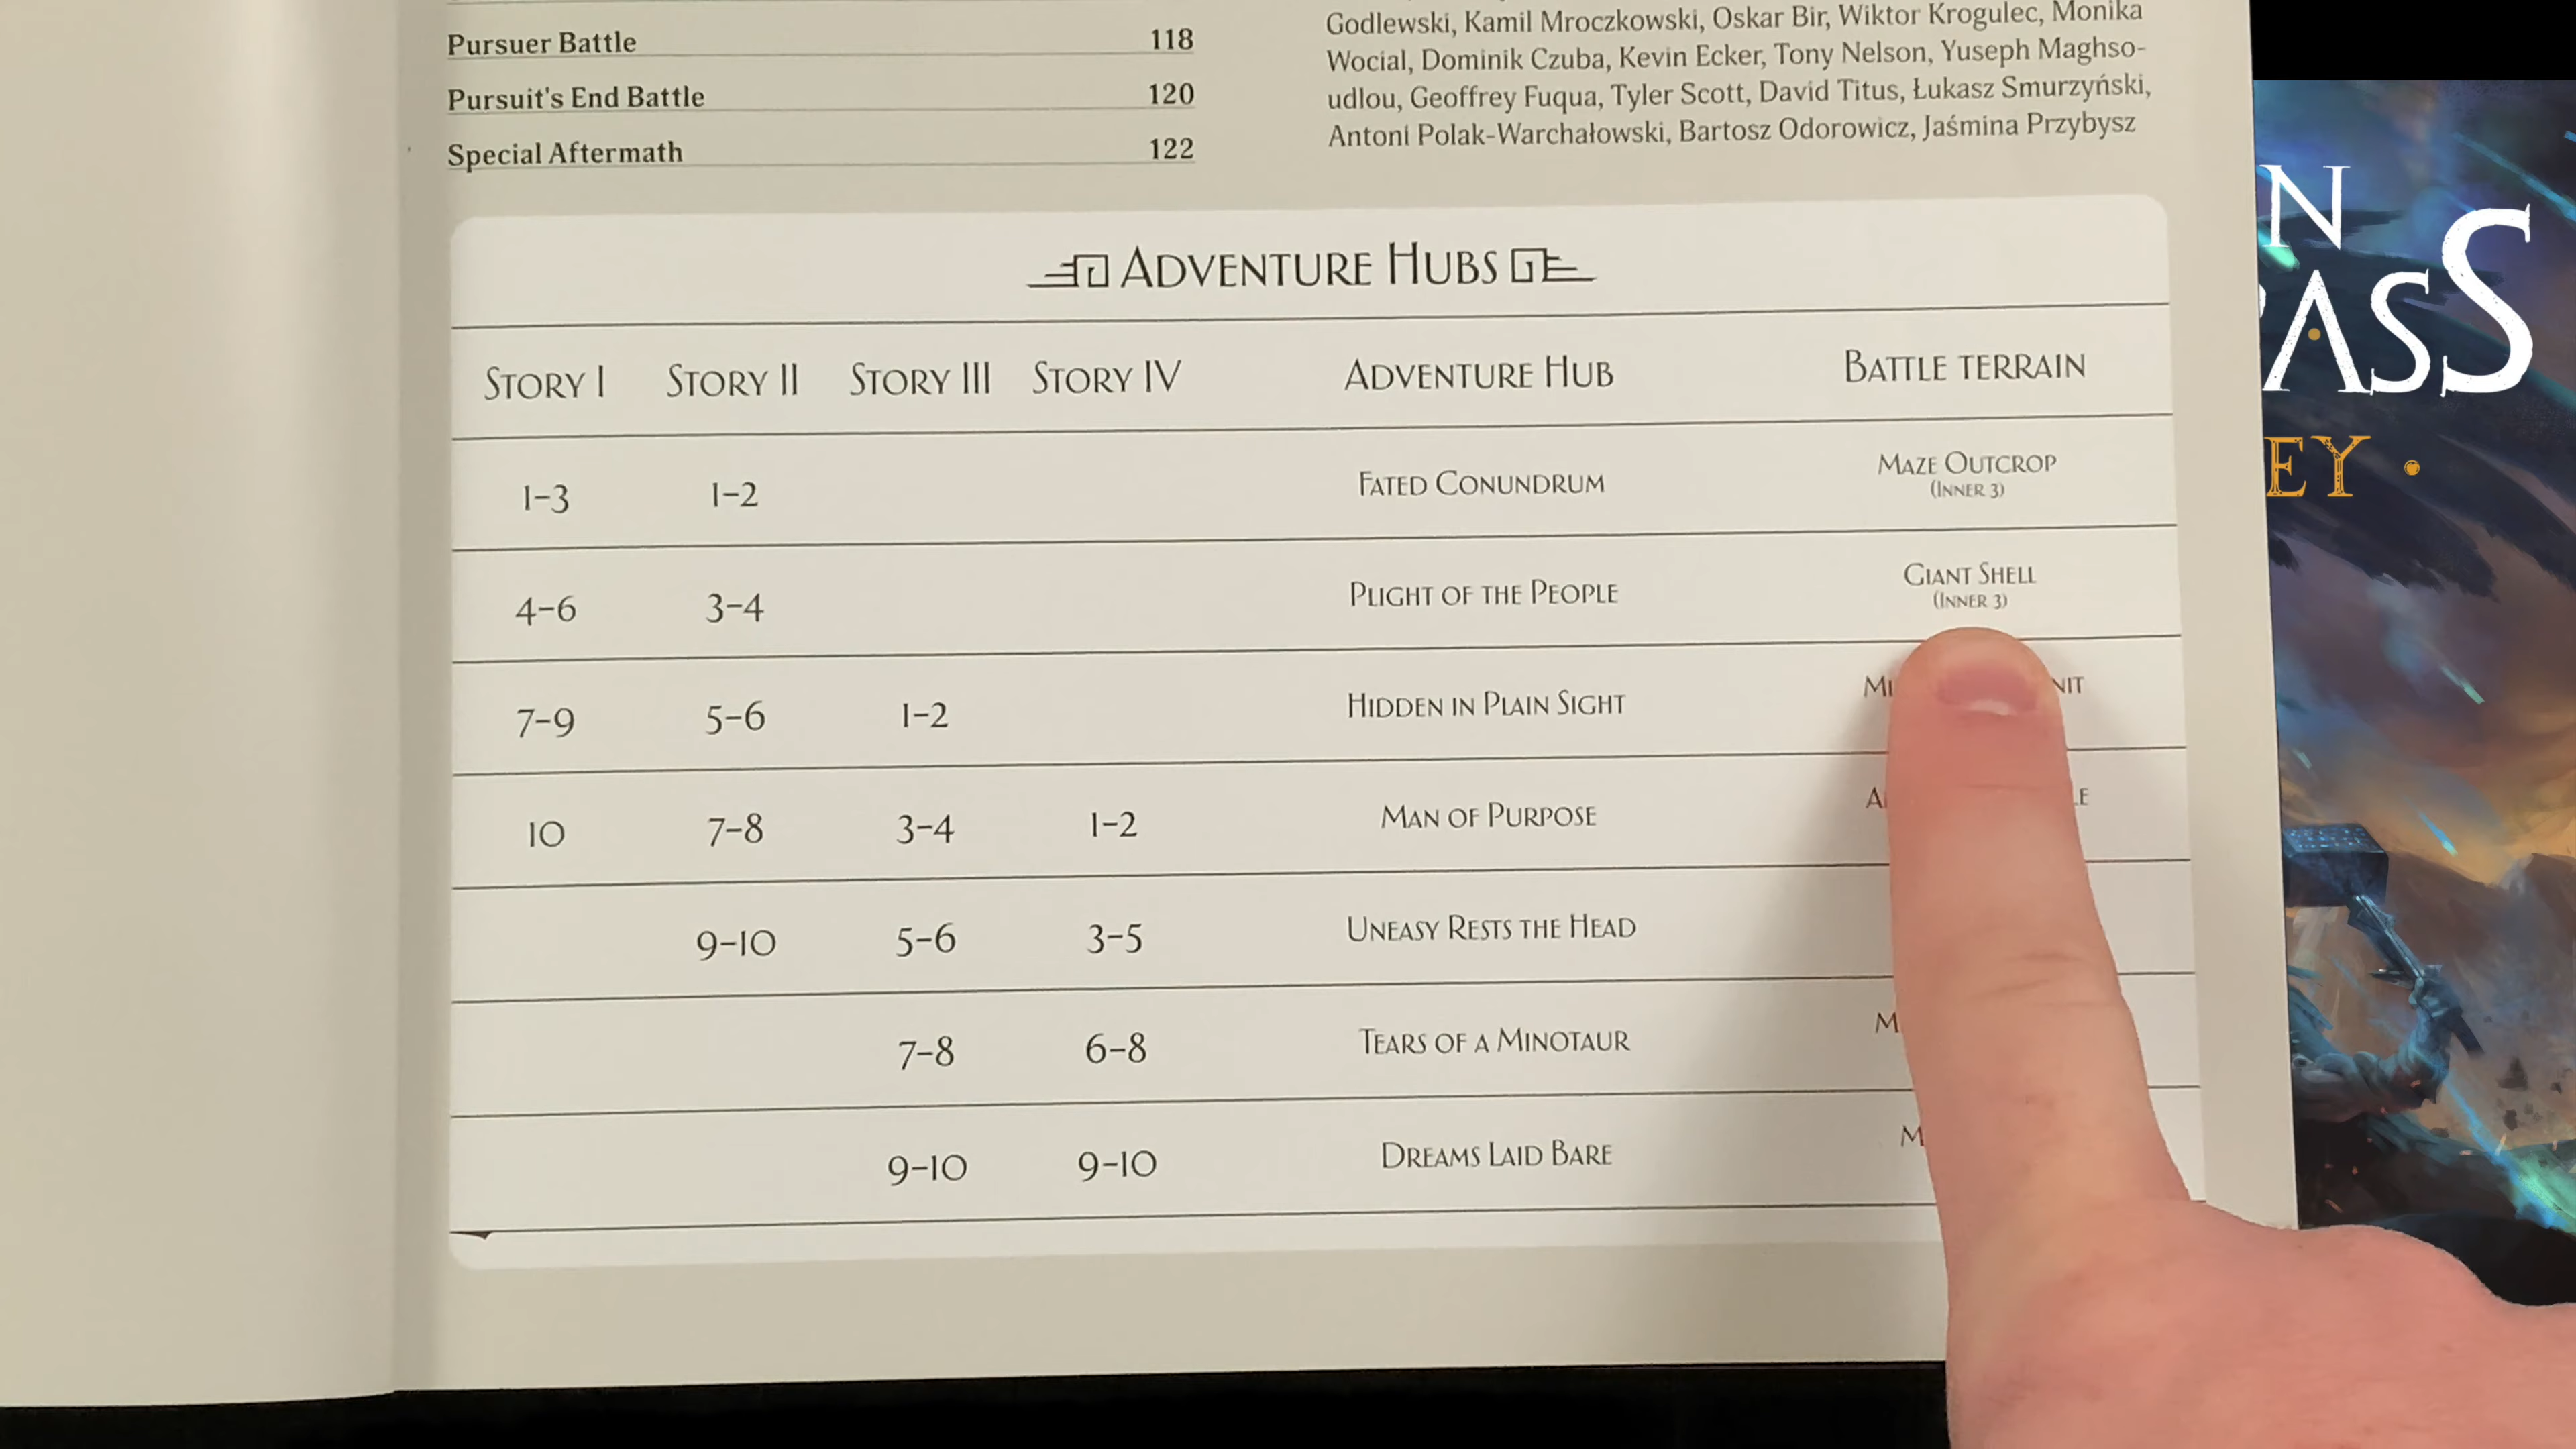 Pursuer Battle 118
Pursuit's End Battle 120
Special Aftermath 122
Godlewski, Kamil Mroczkowski, Oskar Bir, Wiktor Krogulec, Monika
Wocial, Dominik Czuba, Kevin Ecker, Tony Nelson, Yuseph Maghso-
udlou, Geoffrey Fuqua, Tyler Scott, David Titus, Łukasz Smurzyński,
Antoni Polak-Warchałowski, Bartosz Odorowicz, Jaśmina Przybysz
ADVENTURE HUBS
STORY I STORY II STORY III STORY IV ADVENTURE HUB BATTLE TERRAIN
1-3 1-2 FATED CONUNDRUM MAZE OUTCROP
(INNER 3)
4-6 3-4 PLIGHT OF THE PEOPLE GIANT SHELL
(INNER 3)
7-9 5-6 1-2 HIDDEN IN PLAIN SIGHT
10 7-8 3-4 1-2 MAN OF PURPOSE
9-10 5-6 3-5 UNEASY RESTS THE HEAD
7-8 6-8 TEARS OF A MINOTAUR
9-10 9-10 DREAMS LAID BARE